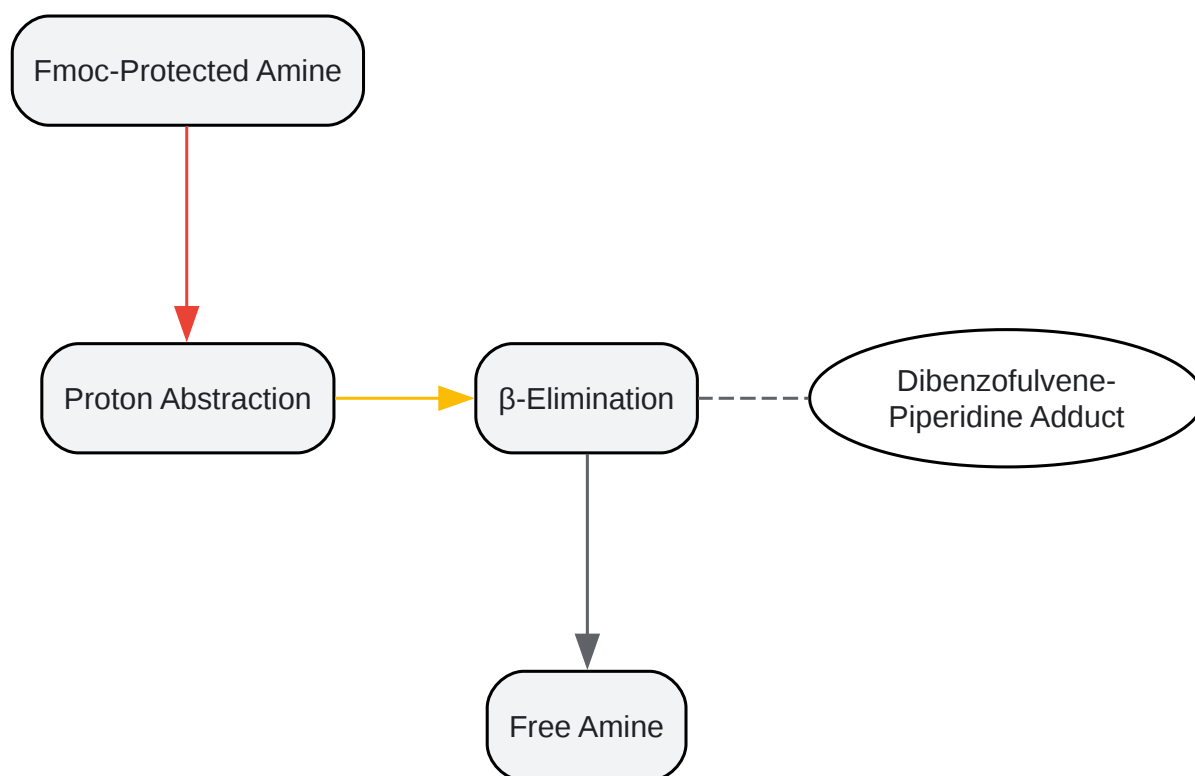 Fmoc-Protected Amine
Proton Abstraction
β-Elimination
Dibenzofulvene-
Piperidine Adduct
Free Amine